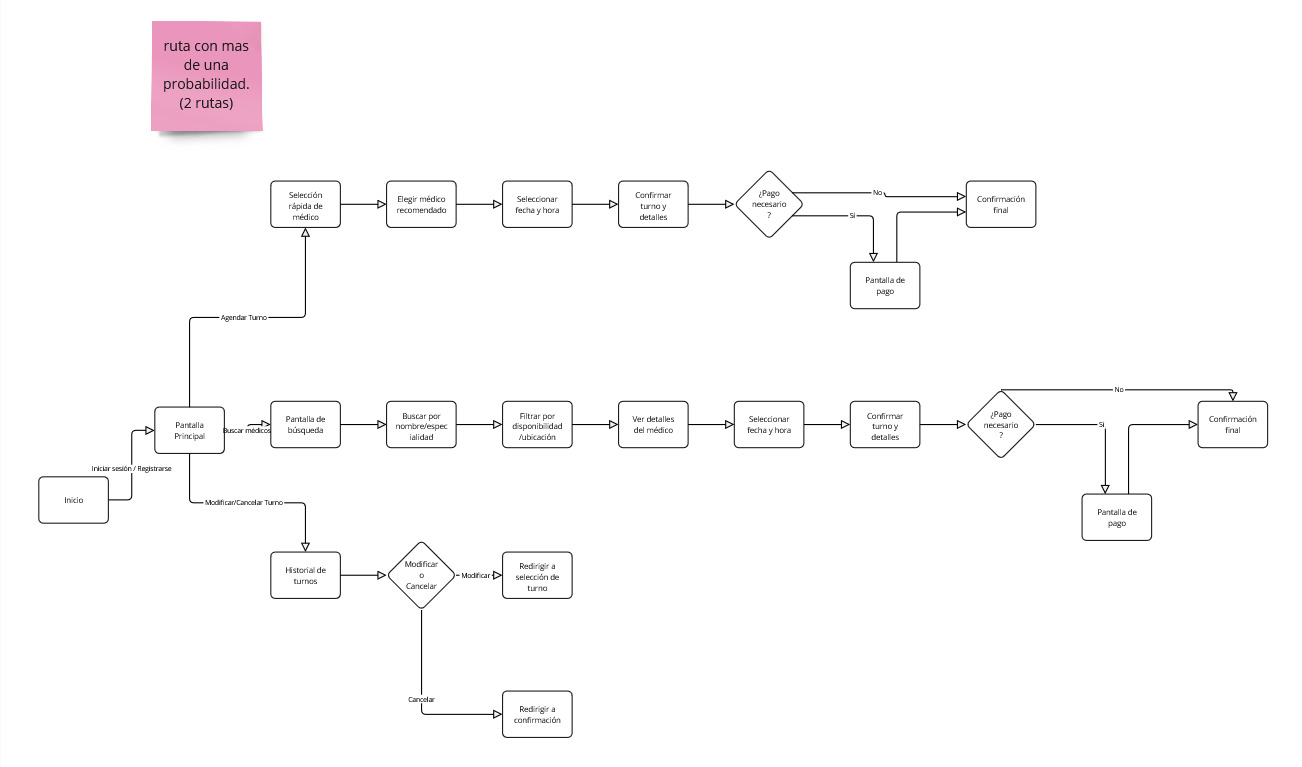 ruta con mas
de una
probabilidad.
(2 rutas)
Selección
rápida de
médico
Elegir médico
recomendado
Seleccionar
fecha y hora
Confirmar
turno y
detalles
¿Pago
necesario
?
No
Si
Confirmación
final
Pantalla de
pago
Agendar Turno
Pantalla
Principal
Buscar médicos
Pantalla de
búsqueda
Buscar por
nombre/espec
ialidad
Filtrar por
disponibilidad
/ubicación
Ver detalles
del médico
Seleccionar
fecha y hora
Confirmar
turno y
detalles
¿Pago
necesario
?
No
Si
Confirmación
final
Pantalla de
pago
Iniciar sesión / Registrarse
Inicio
Modificar/Cancelar Turno
Historial de
turnos
Modificar
o
Cancelar
Modificar
Redirigir a
selección de
turno
Cancelar
Redirigir a
confirmación